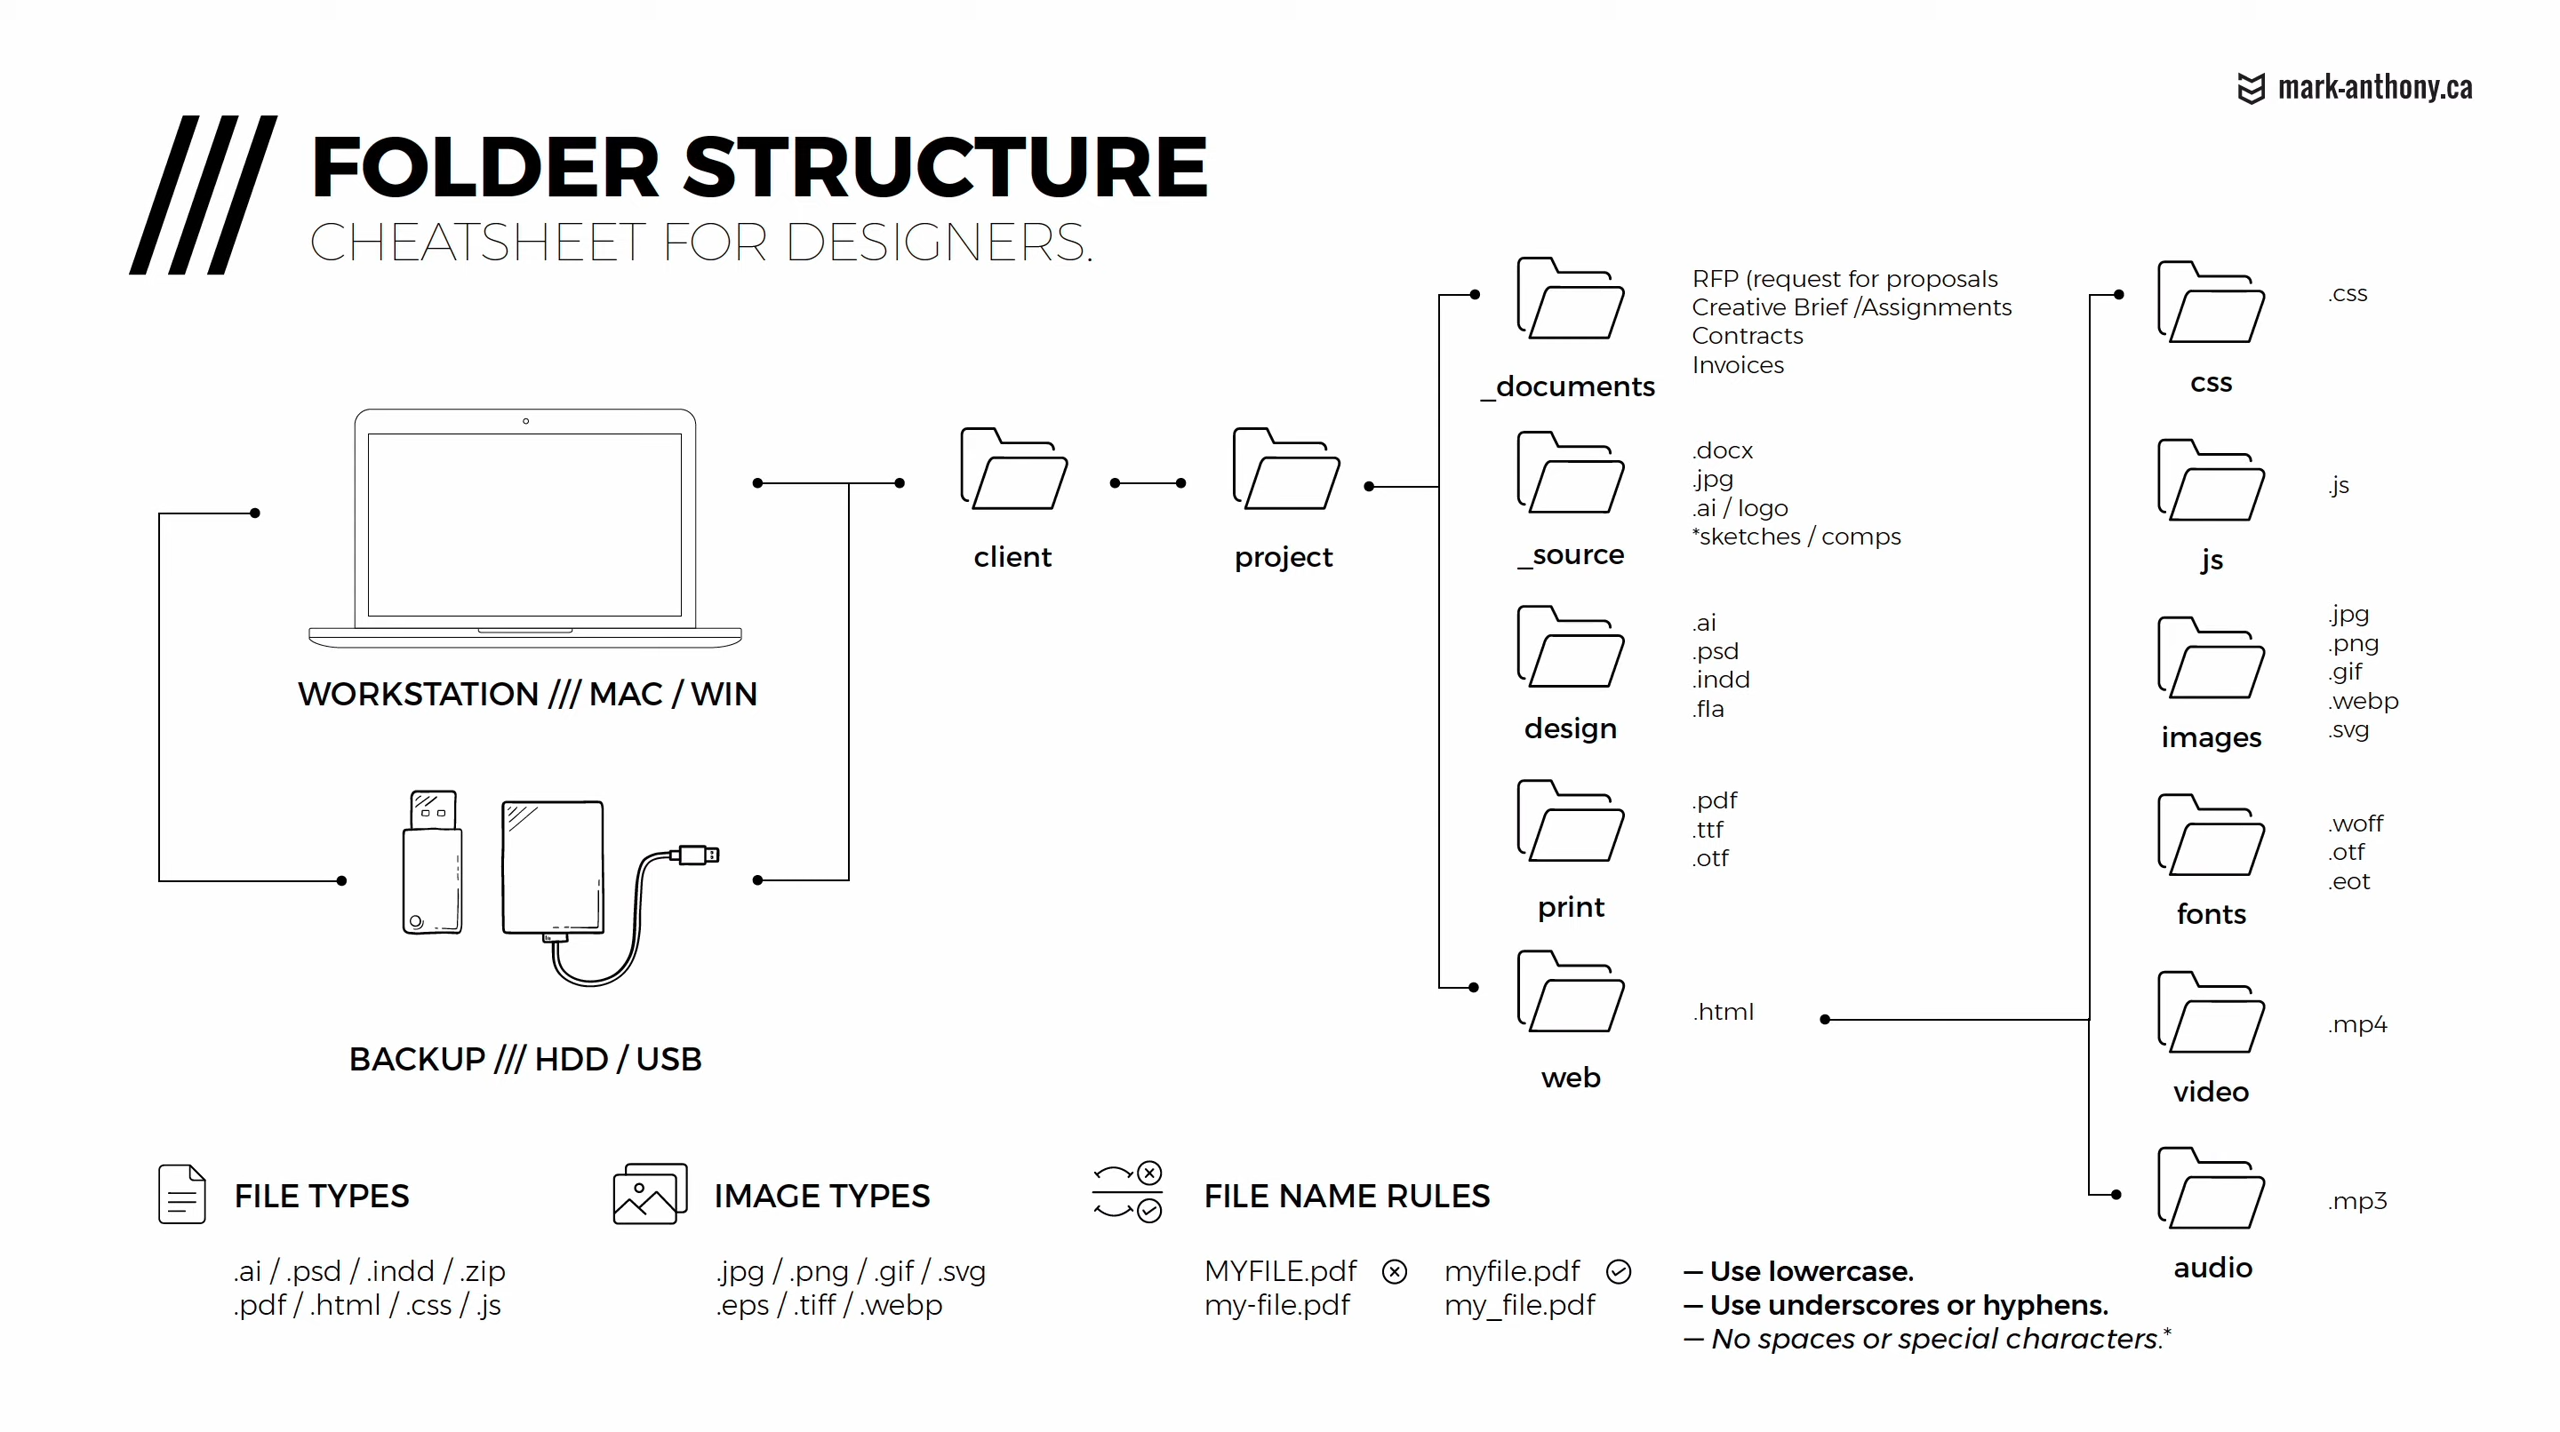 mark-anthony.ca
FOLDER STRUCTURE
CHEATSHEET FOR DESIGNERS.
WORKSTATION /// MAC / WIN
BACKUP /// HDD / USB
client
project
_documents
RFP (request for proposals
Creative Brief /Assignments
Contracts
Invoices
_source
.docx
.jpg
.ai / logo
*sketches / comps
design
.ai
.psd
.indd
.fla
print
.pdf
.ttf
.otf
web
.html
css
.css
js
.js
images
.jpg
.png
.gif
.webp
.svg
fonts
.woff
.otf
.eot
video
.mp4
audio
.mp3
FILE TYPES
.ai / .psd / .indd / .zip
.pdf / .html / .css / .js
IMAGE TYPES
.jpg / .png / .gif / .svg
.eps / .tiff / .webp
FILE NAME RULES
MYFILE.pdf
my-file.pdf
myfile.pdf
my_file.pdf
— Use lowercase.
— Use underscores or hyphens.
— No spaces or special characters.*